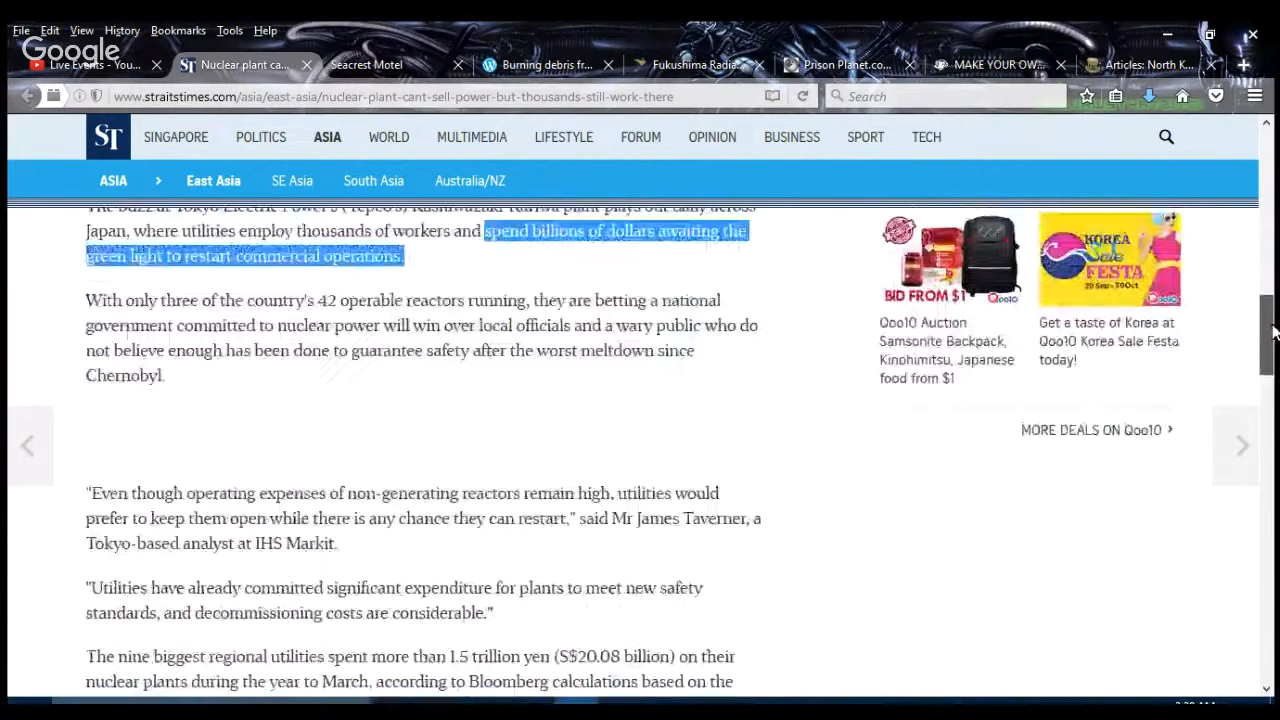 File Edit View History Bookmarks Tools Help
Google
Live Events - You... Nuclear plant ca... Seacrest Motel Burning debris fr... Fukushima Radia... Prison Planet.co... MAKE YOUR OW... Articles: North K...
www.straitstimes.com/asia/east-asia/nuclear-plant-cant-sell-power-but-thousands-still-work-there Search
ST SINGAPORE POLITICS ASIA WORLD MULTIMEDIA LIFESTYLE FORUM OPINION BUSINESS SPORT TECH
ASIA > East Asia SE Asia South Asia Australia/NZ
Japan, where utilities employ thousands of workers and spend billions of dollars awaiting the
green light to restart commercial operations.
With only three of the country's 42 operable reactors running, they are betting a national
government committed to nuclear power will win over local officials and a wary public who do
not believe enough has been done to guarantee safety after the worst meltdown since
Chernobyl.
"Even though operating expenses of non-generating reactors remain high, utilities would
prefer to keep them open while there is any chance they can restart," said Mr James Taverner, a
Tokyo-based analyst at IHS Markit.
"Utilities have already committed significant expenditure for plants to meet new safety
standards, and decommissioning costs are considerable."
The nine biggest regional utilities spent more than 1.5 trillion yen (S$20.08 billion) on their
nuclear plants during the year to March, according to Bloomberg calculations based on the
BID FROM $1 Qoo10
Qoo10 Auction
Samsonite Backpack,
Kinohimitsu, Japanese
food from $1
KOREA
Sale
FESTA
Qoo10
Get a taste of Korea at
Qoo10 Korea Sale Festa
today!
MORE DEALS ON Qoo10 ›